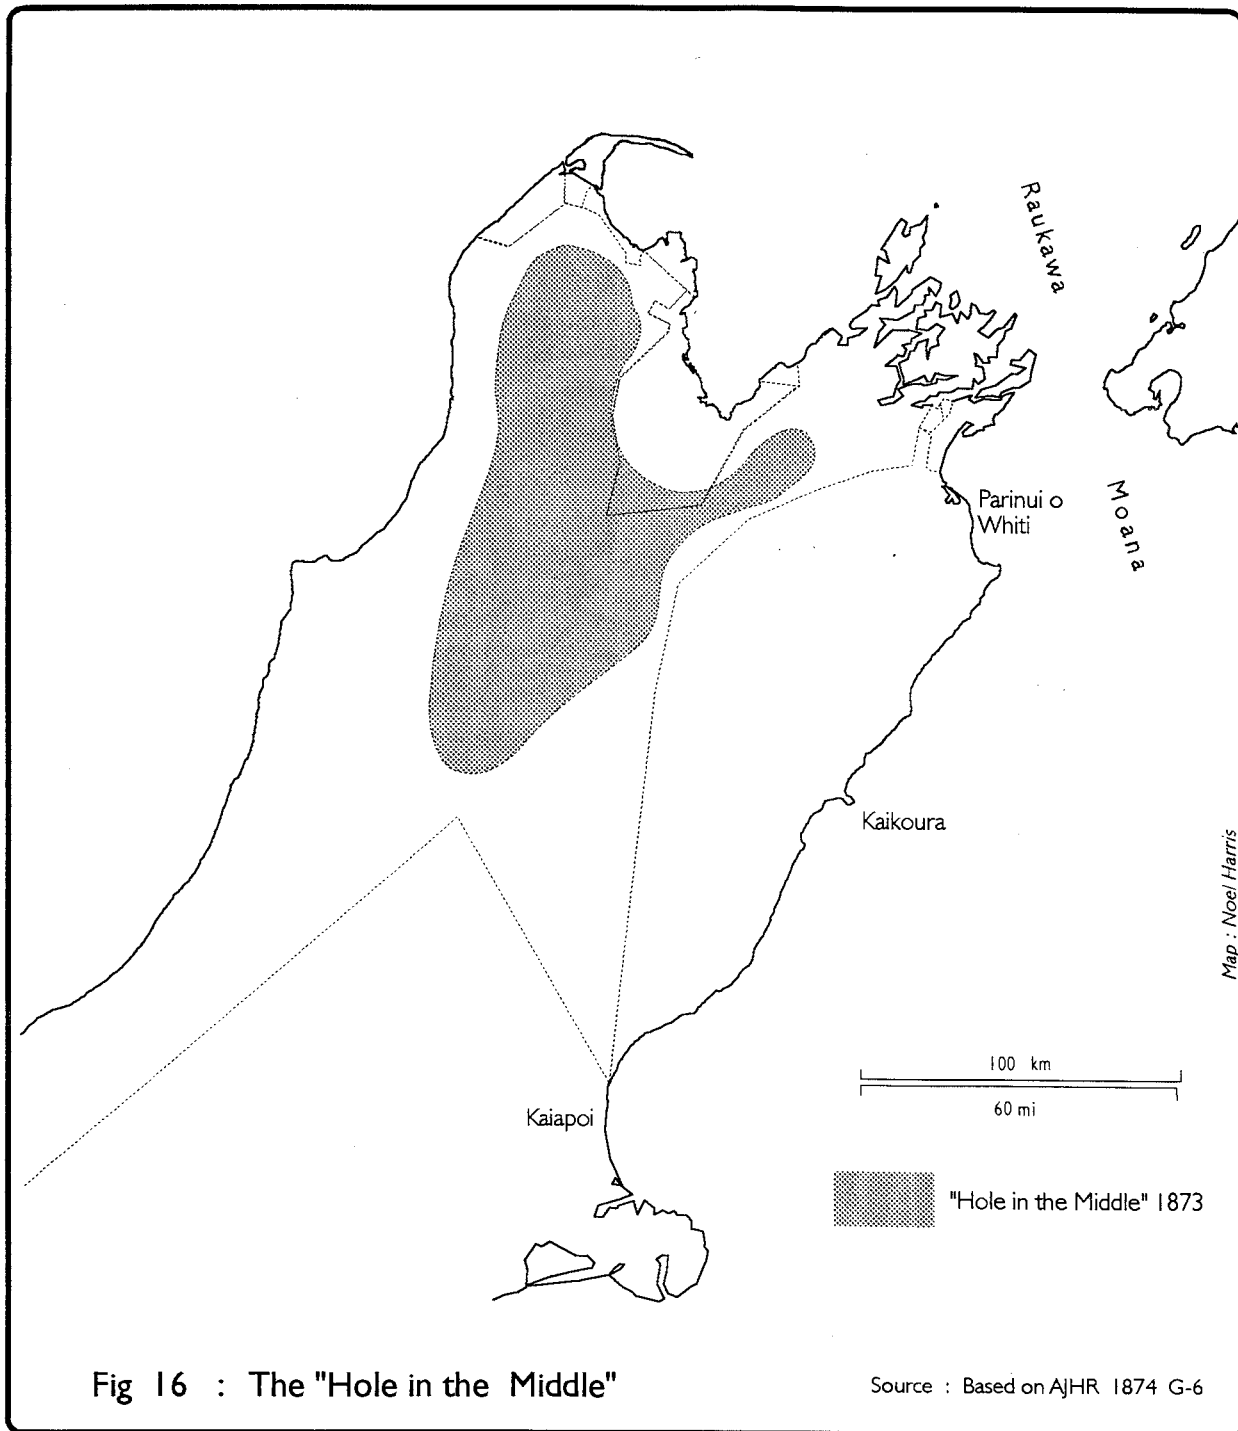 Raukawa
Moana
Parinui o
Whiti
Kaikoura
Map : Noel Harris
100 km
60 mi
Kaiapoi
"Hole in the Middle" 1873
Fig 16 : The "Hole in the Middle"
Source : Based on AJHR 1874 G-6